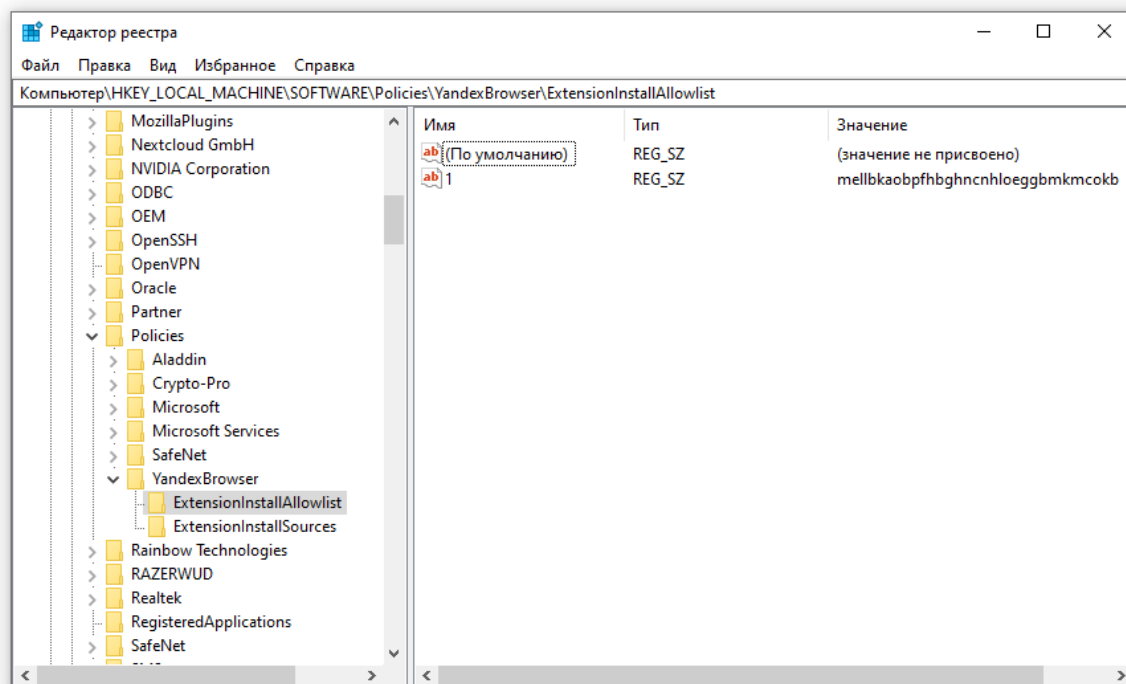 Редактор реестра
Файл Правка Вид Избранное Справка
Компьютер\HKEY_LOCAL_MACHINE\SOFTWARE\Policies\YandexBrowser\ExtensionInstallAllowlist
MozillaPlugins
Nextcloud GmbH
NVIDIA Corporation
ODBC
OEM
OpenSSH
OpenVPN
Oracle
Partner
Policies
Aladdin
Crypto-Pro
Microsoft
Microsoft Services
SafeNet
YandexBrowser
ExtensionInstallAllowlist
ExtensionInstallSources
Rainbow Technologies
RAZERWUD
Realtek
RegisteredApplications
SafeNet
Имя Тип Значение
ab (По умолчанию) REG_SZ (значение не присвоено)
ab 1 REG_SZ mellbkaobpfhbghncnhloeggbmkmcokb